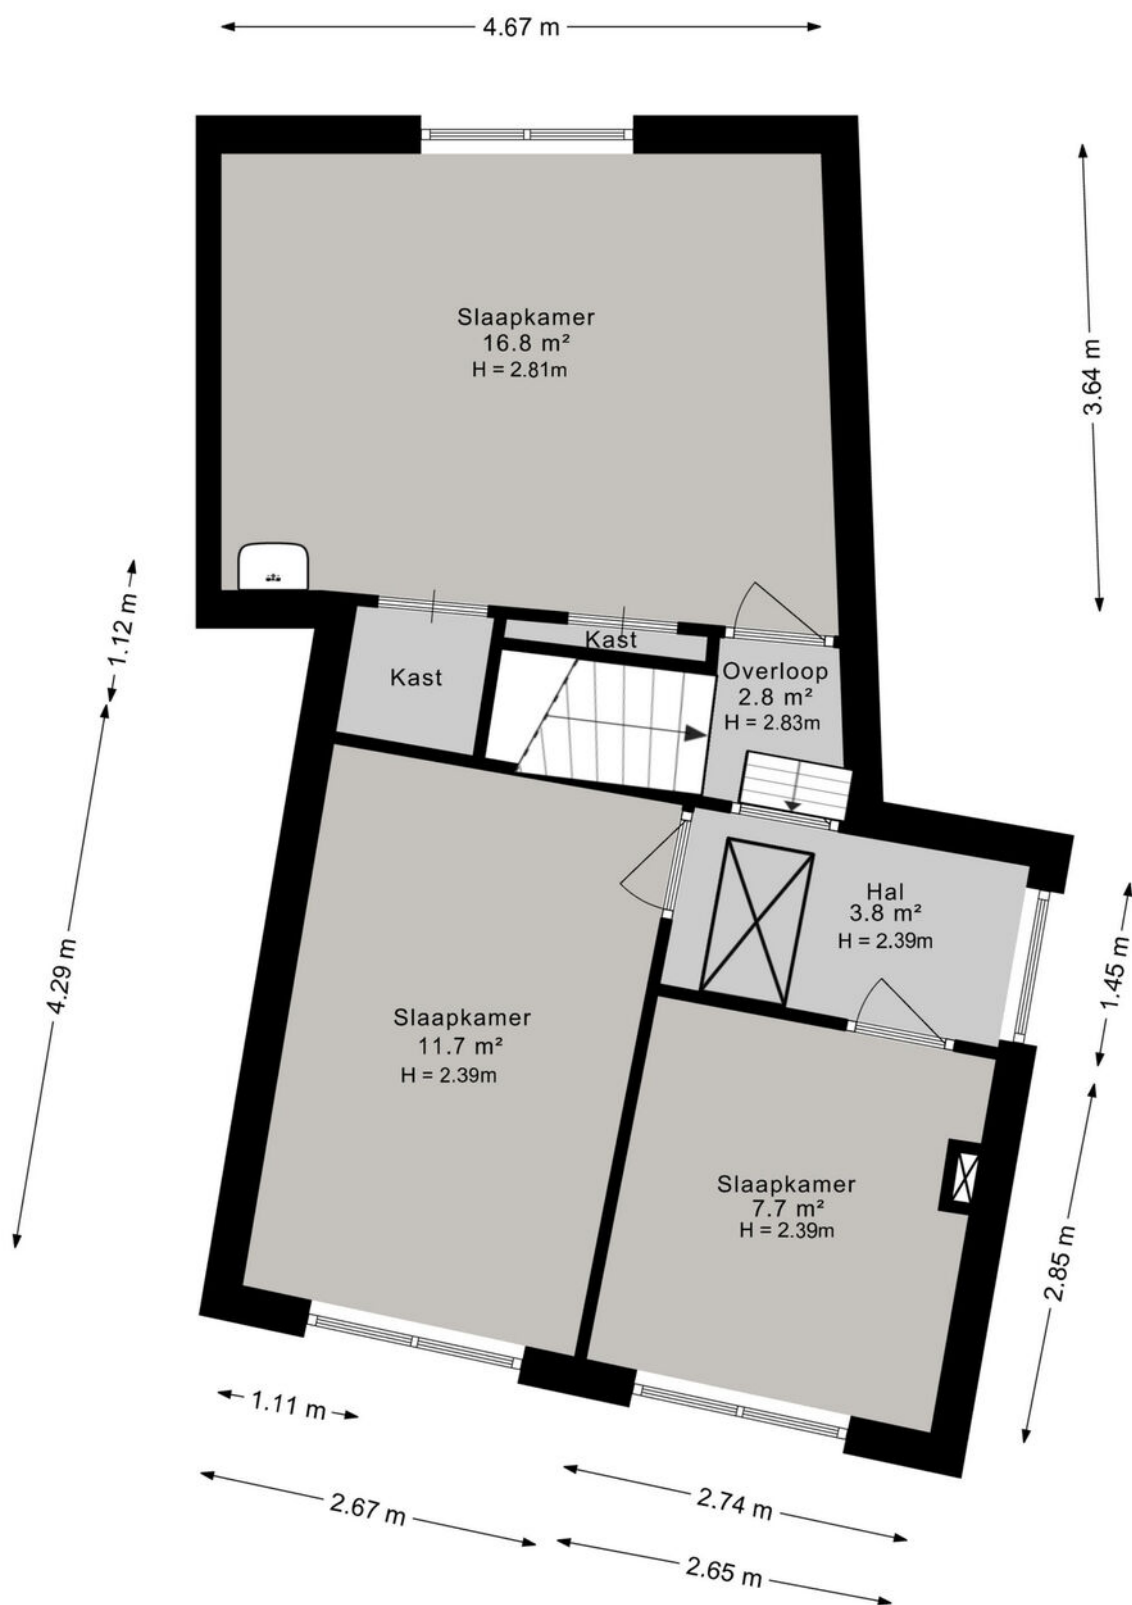 4.67 m
Slaapkamer
16.8 m²
H = 2.81m
3.64 m
1.12 m
Kast
Kast
Overloop
2.8 m²
H = 2.83m
Hal
3.8 m²
H = 2.39m
1.45 m
4.29 m
Slaapkamer
11.7 m²
H = 2.39m
Slaapkamer
7.7 m²
H = 2.39m
2.85 m
1.11 m
2.67 m
2.74 m
2.65 m